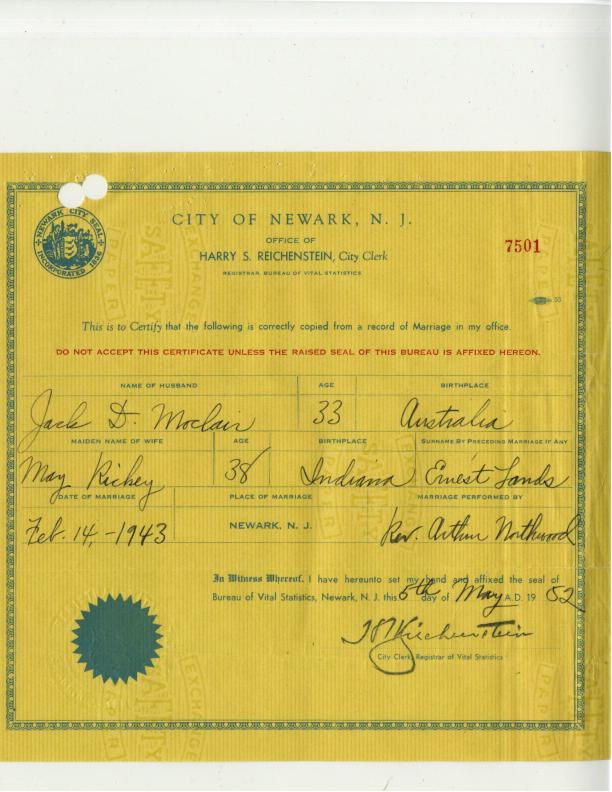 NEWARK CITY SEAL
INCORPORATED 1836
CITY OF NEWARK, N. J.
OFFICE OF
HARRY S. REICHENSTEIN, City Clerk
REGISTRAR, BUREAU OF VITAL STATISTICS
7501
This is to Certify that the following is correctly copied from a record of Marriage in my office.
DO NOT ACCEPT THIS CERTIFICATE UNLESS THE RAISED SEAL OF THIS BUREAU IS AFFIXED HEREON.
NAME OF HUSBAND AGE BIRTHPLACE
Jack D. Moclair 33 Australia
MAIDEN NAME OF WIFE AGE BIRTHPLACE SURNAME BY PRECEDING MARRIAGE IF ANY
May Richey 38 Indiana Ernest Lands
DATE OF MARRIAGE PLACE OF MARRIAGE MARRIAGE PERFORMED BY
Feb. 14, -1943 NEWARK, N. J. Rev. Arthur Northwood
In Witness Whereof, I have hereunto set my hand and affixed the seal of
Bureau of Vital Statistics, Newark, N. J. this 5th day of May A.D. 19 52
HSReichenstein
City Clerk, Registrar of Vital Statistics